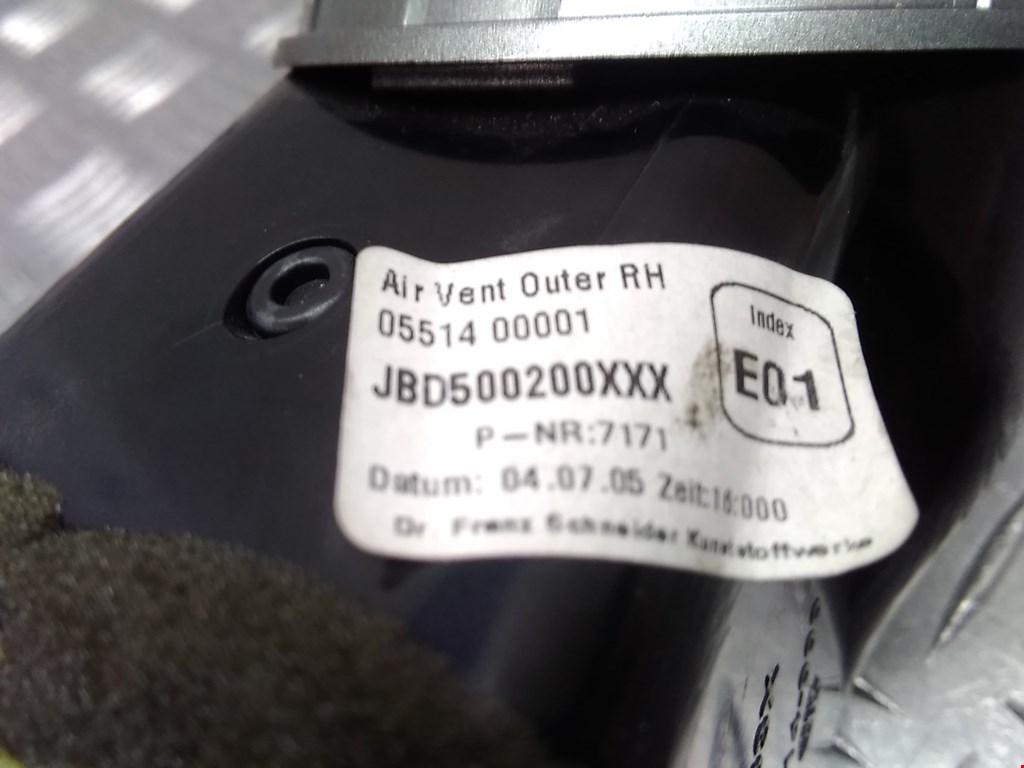 Air Vent Outer RH
05514 00001
JBD500200XXX
P-NR:7171
Datum: 04.07.05 Zeit:16:000
Dr. Franz Schneider Kunststoffwerke
Index
E01